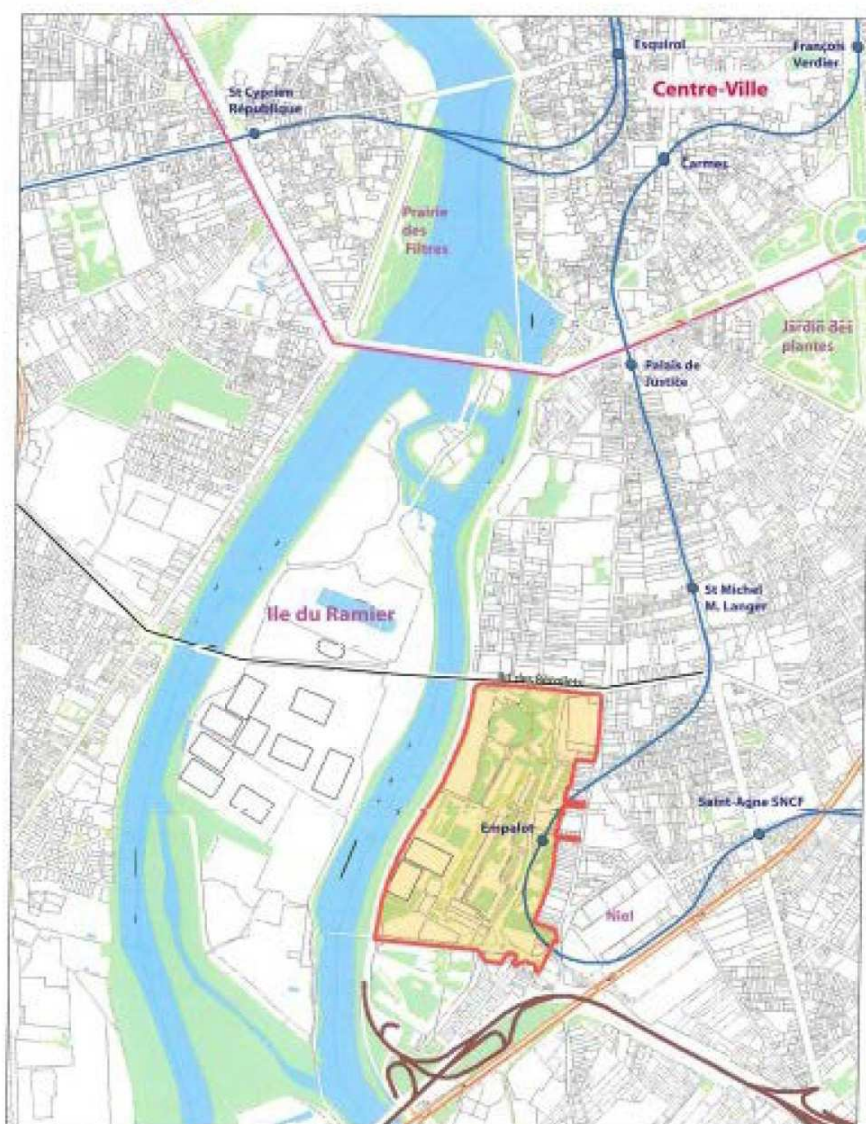 Esquirol
François
Verdier
St Cyprien
République
Centre-Ville
Carmes
Prairie
des
Filtres
Jardin des
plantes
Palais de
Justice
St Michel
M. Langer
Ile du Ramier
Saint-Agne SNCF
Empalot
Niel